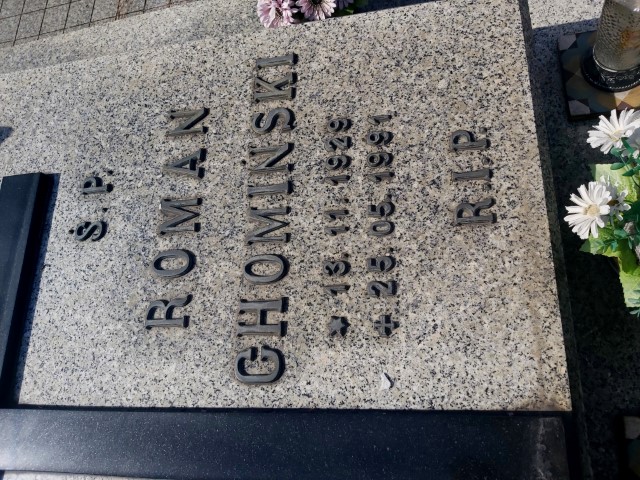 Ś.P.
ROMAN
CHOMIŃSKI
★ 13. 11. 1929
✝ 25. 05. 1991
R.I.P.